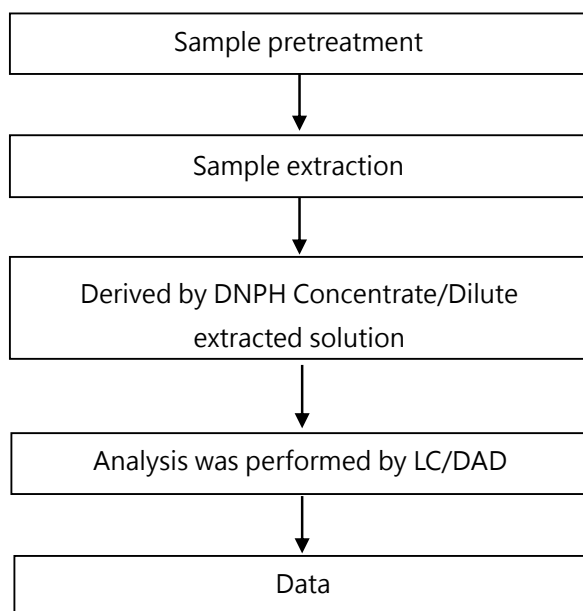 Sample pretreatment
Sample extraction
Derived by DNPH Concentrate/Dilute
extracted solution
Analysis was performed by LC/DAD
Data